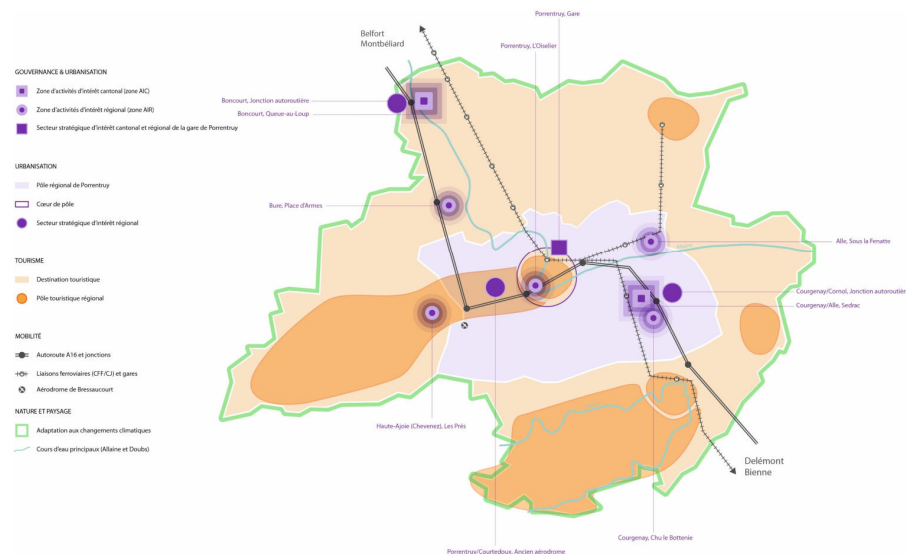 GOUVERNANCE & URBANISATION
Zone d'activités d'intérêt cantonal (zone AIC)
Zone d'activités d'intérêt régional (zone AIR)
Secteur stratégique d'intérêt cantonal et régional de la gare de Porrentruy
URBANISATION
Pôle régional de Porrentruy
Cœur de pôle
Secteur stratégique d'intérêt régional
TOURISME
Destination touristique
Pôle touristique régional
MOBILITÉ
Autoroute A16 et jonctions
Liaisons ferroviaires (CFF/CJ) et gares
Aérodrome de Bressaucourt
NATURE ET PAYSAGE
Adaptation aux changements climatiques
Cours d'eau principaux (Allaine et Doubs)
Porrentruy, Gare
Belfort
Montbéliard
Porrentruy, L'Oiselier
Boncourt, Jonction autoroutière
Boncourt, Queue-au-Loup
Bure, Place d'Armes
Alle, Sous la Fenatte
Courgenay/Cornol, Jonction autoroutière
Courgenay/Alle, Sedrac
Haute-Ajoie (Chevenez), Les Prés
Delémont
Bienne
Courgenay, Chu le Bottenie
Porrentruy/Courtedoux, Ancien aérodrome